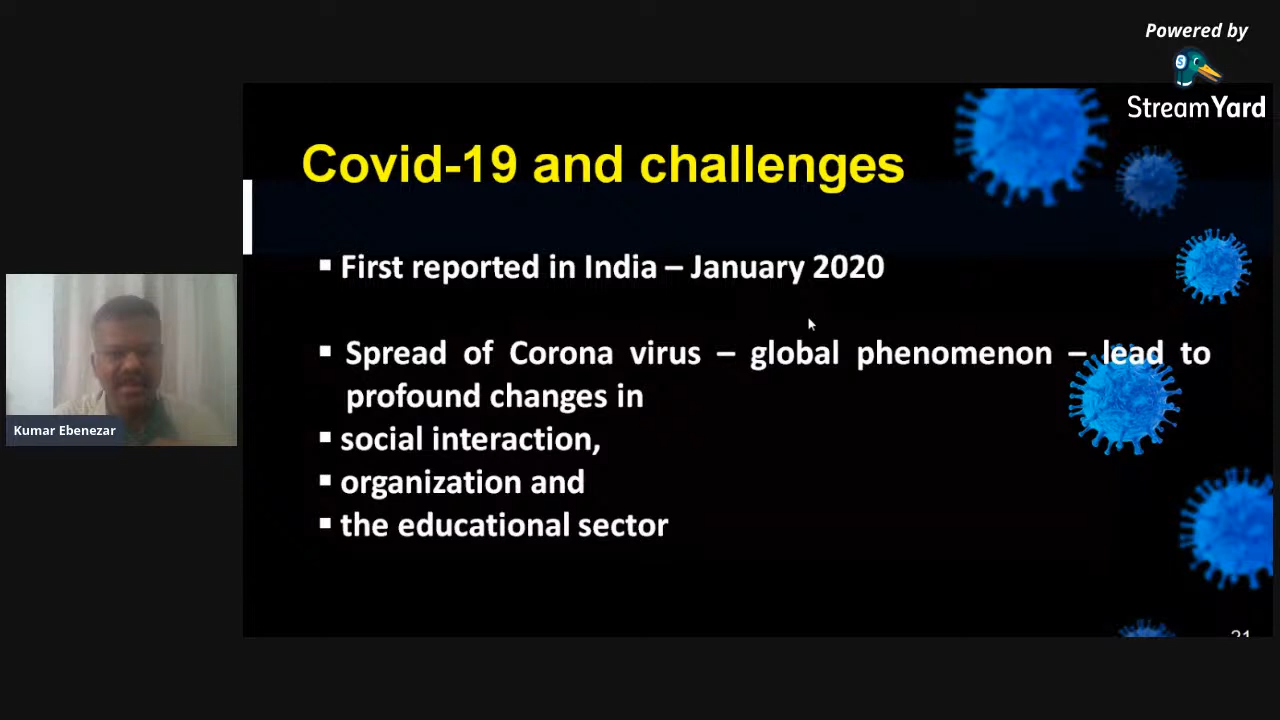 Powered by
StreamYard
Covid-19 and challenges
▪ First reported in India – January 2020
▪ Spread of Corona virus – global phenomenon – lead to
profound changes in
▪ social interaction,
▪ organization and
▪ the educational sector
Kumar Ebenezar